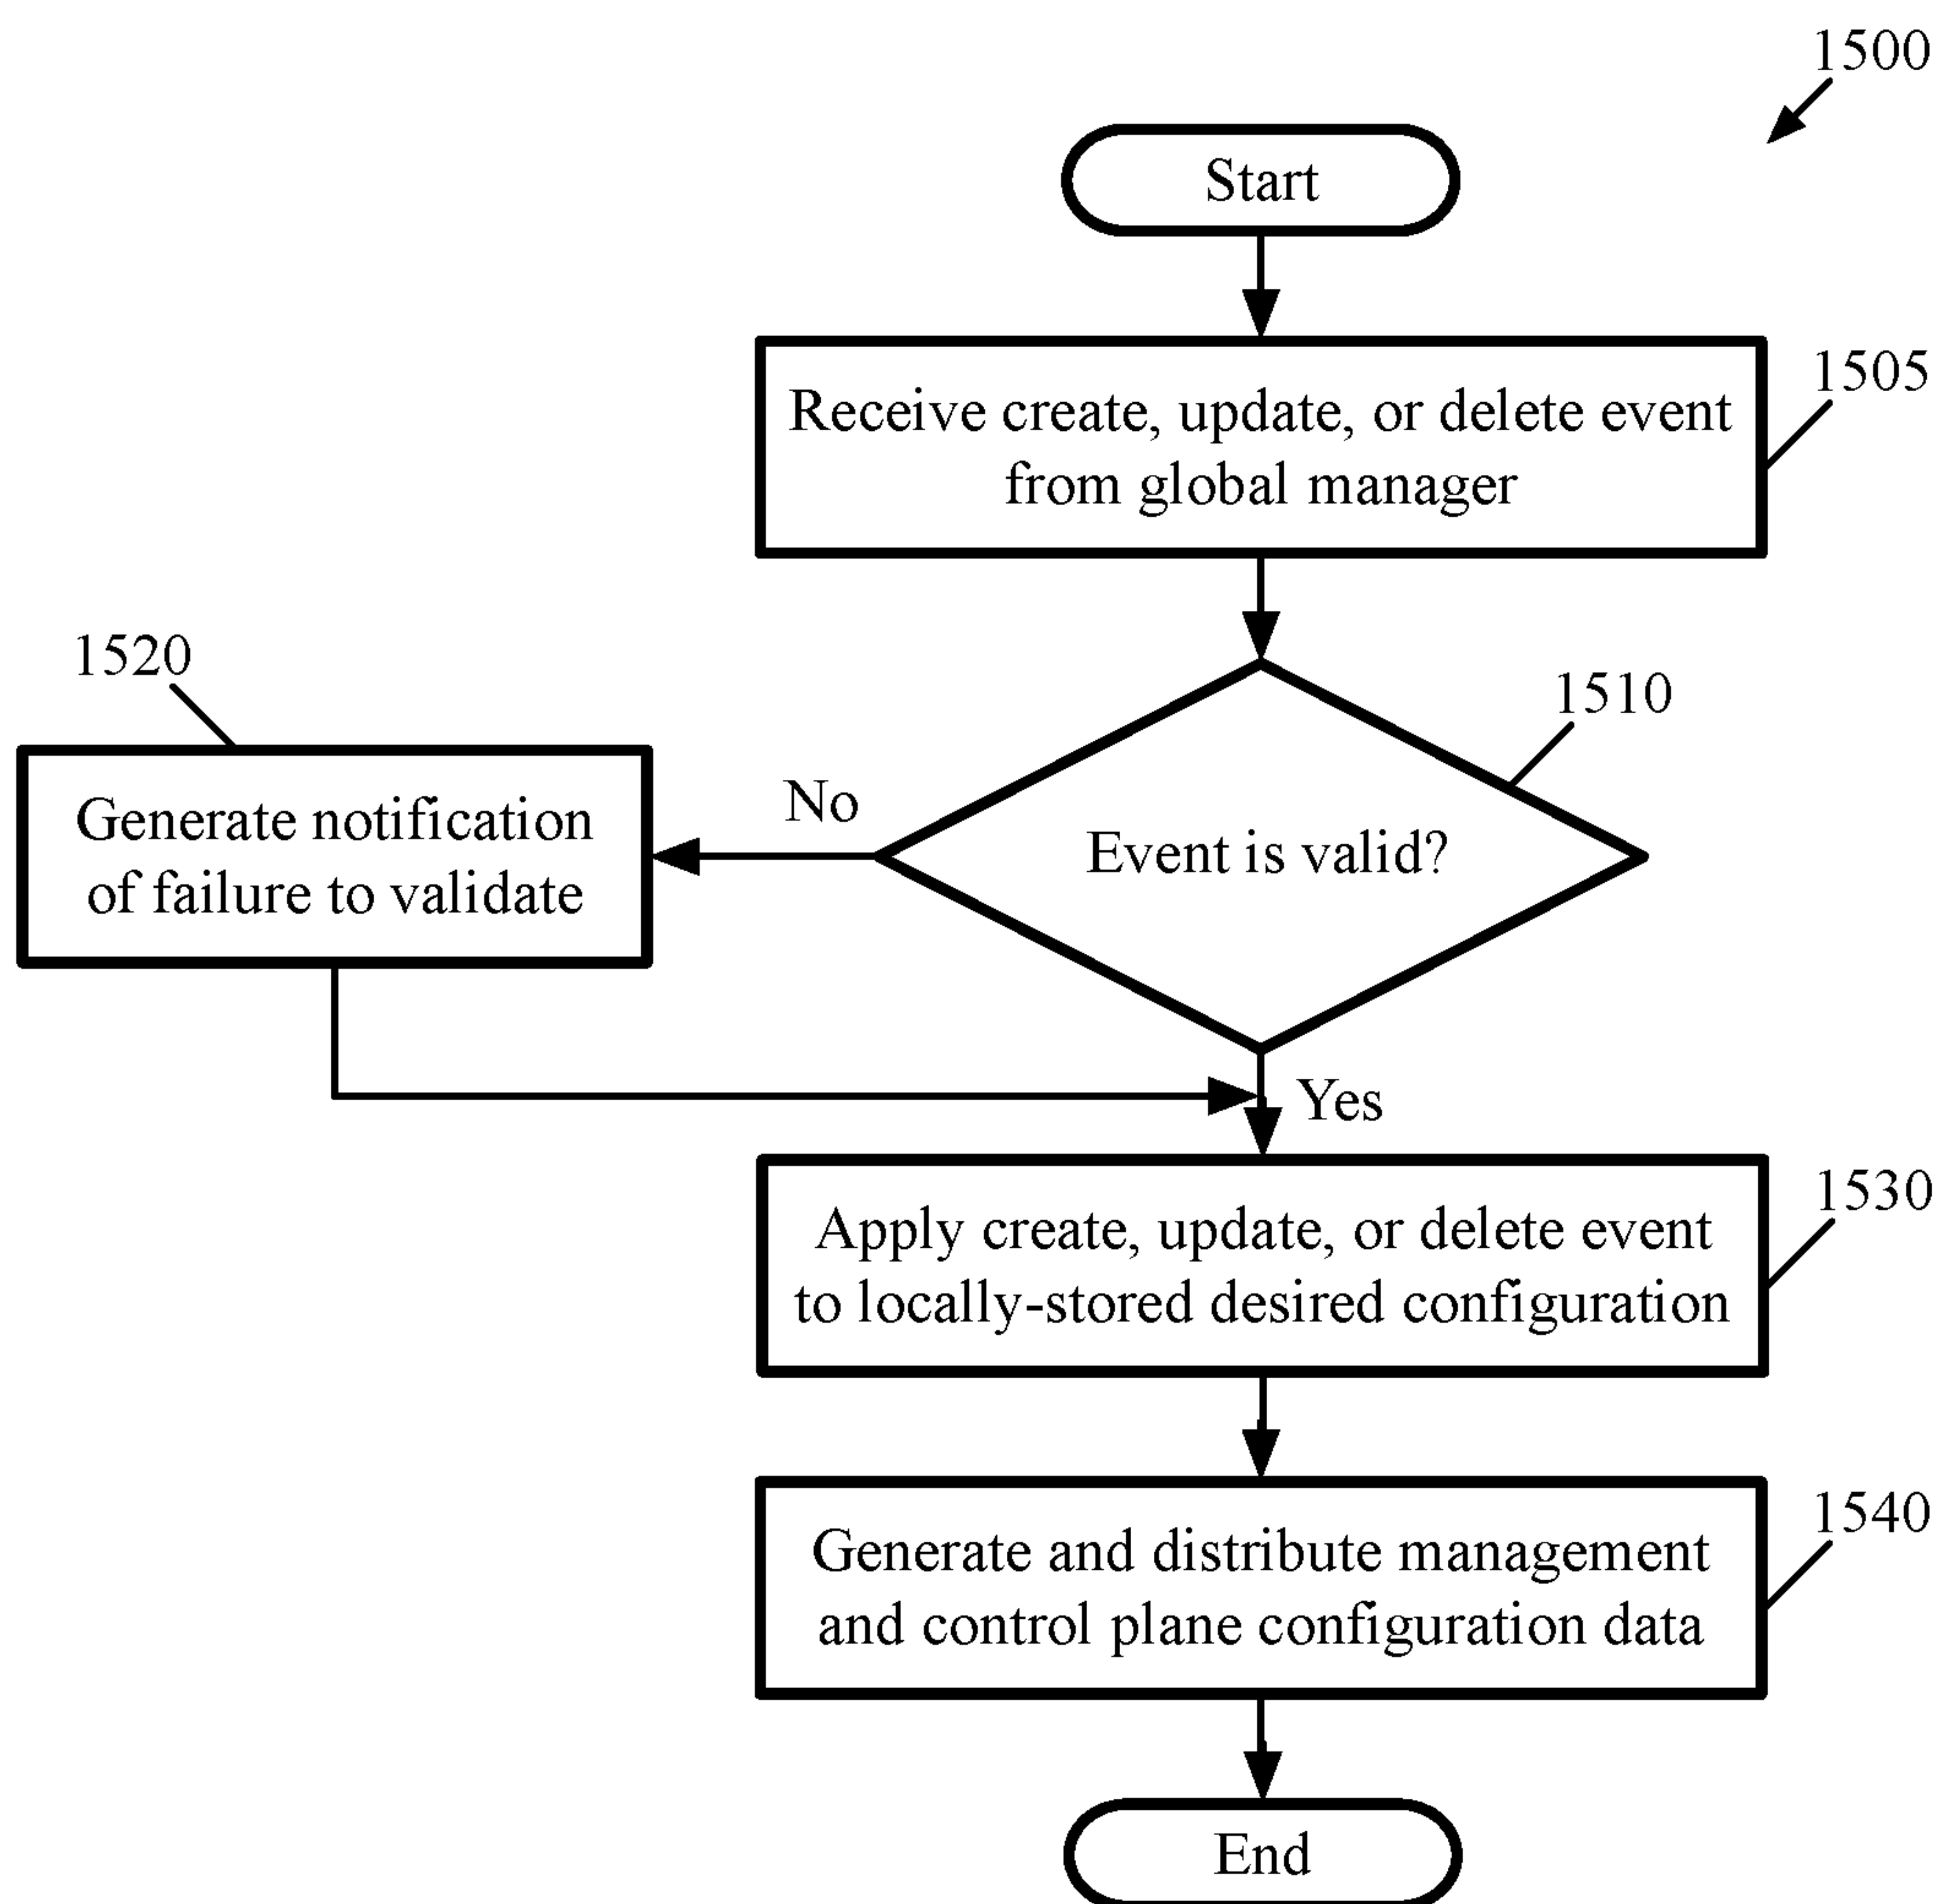 1500
Start
1505
Receive create, update, or delete event
from global manager
1520
1510
Generate notification
of failure to validate
No
Event is valid?
Yes
1530
Apply create, update, or delete event
to locally-stored desired configuration
1540
Generate and distribute management
and control plane configuration data
End